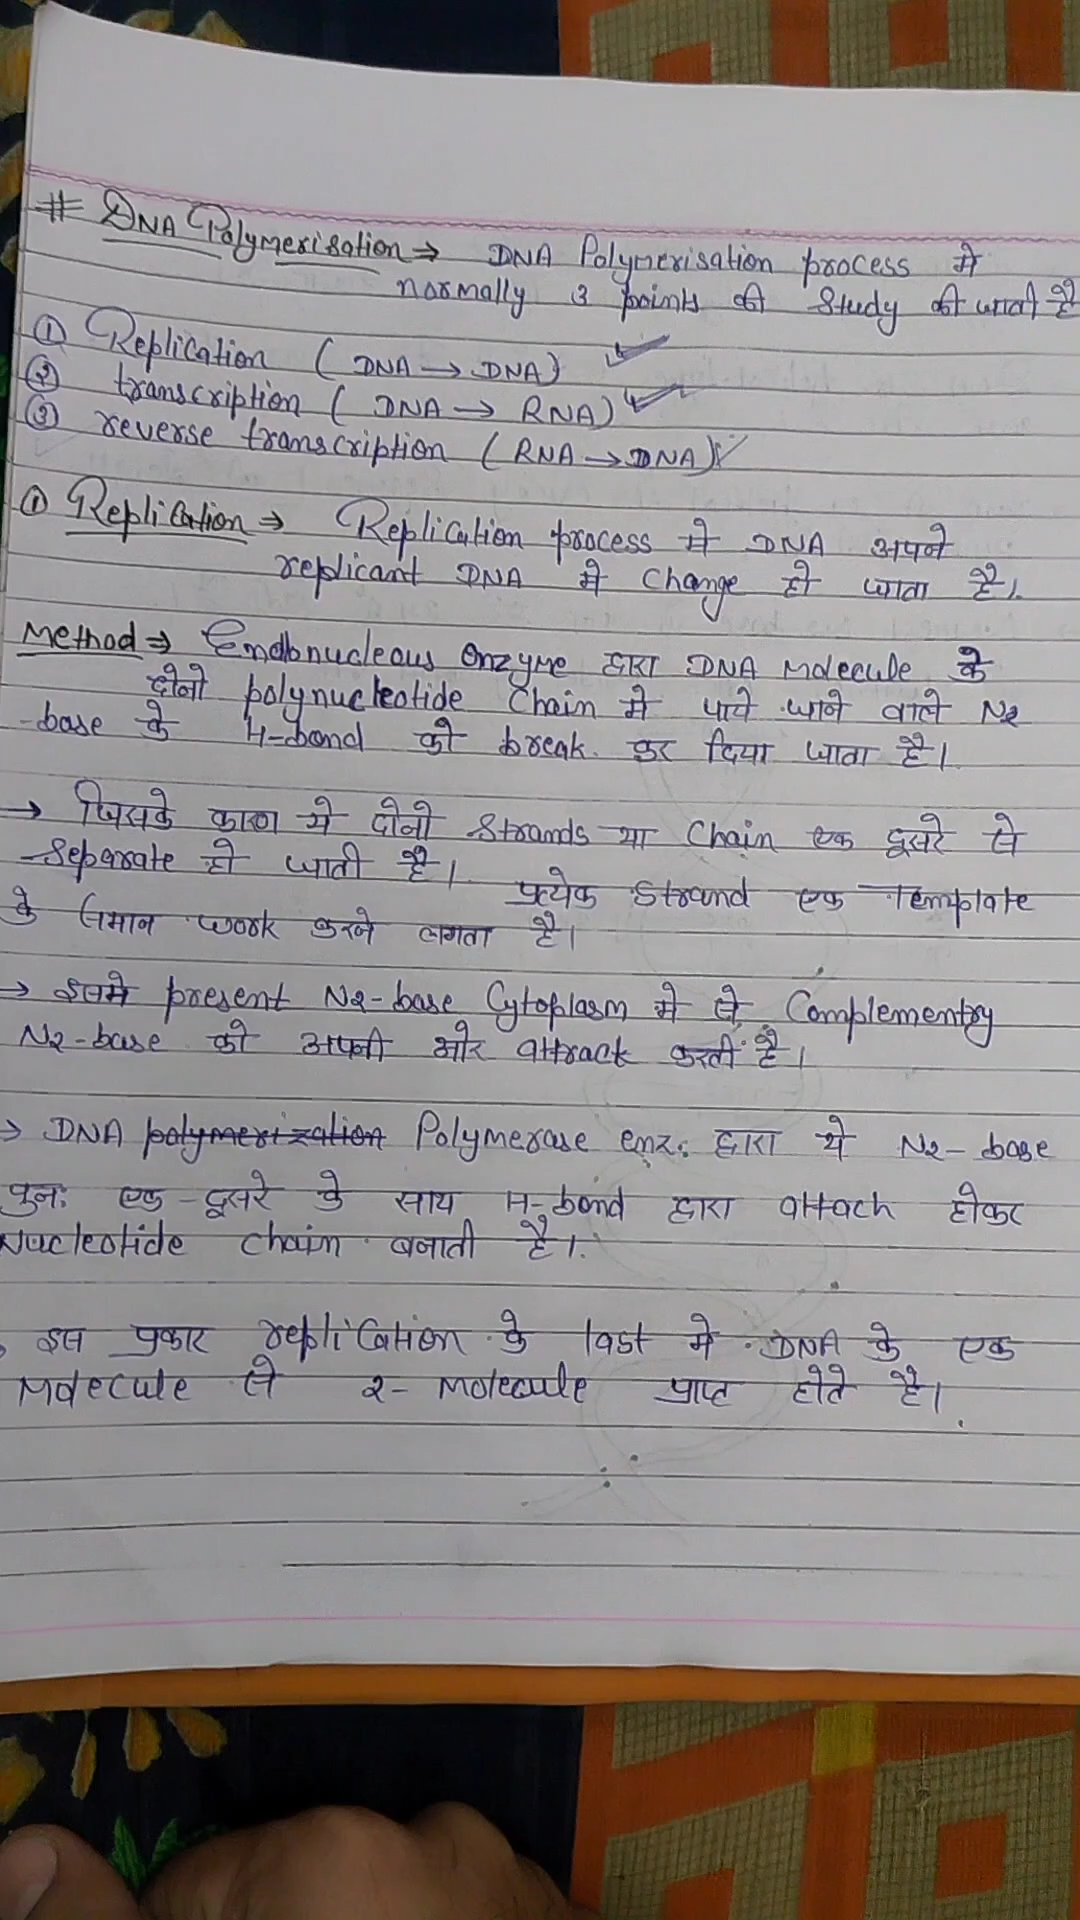 # DNA Polymerisation ⇒ DNA Polymerisation process मे
normally 3 points की study की जाती है
① Replication ( DNA → DNA)
② transcription ( DNA → RNA)
③ reverse transcription ( RNA → DNA)
① Replication ⇒ Replication process मे DNA अपने
replicant DNA मे change हो जाता है।
Method ⇒ Endonucleous enzyme द्वारा DNA Molecule के
दोनो polynucleotide Chain मे पाये जाने वाले N2
-base के H-bond को break कर दिया जाता है।
→ जिसके कारण ये दोनो Strands या Chain एक दूसरे से
-Separate हो जाती है। प्रत्येक Strand एक Template
के समान work करने लगता है।
→ इसमे present N2-base Cytoplasm मे से Complementry
N2-base को अपनी ओर attrack करती है।
→ DNA polymerization Polymerase enz. द्वारा ये N2-base
पुनः एक-दूसरे के साथ H-bond द्वारा attach होकर
Nucleotide chain बनाती है।
इस प्रकार replication के last मे DNA के एक
Molecule से 2- Molecule प्राप्त होते है।